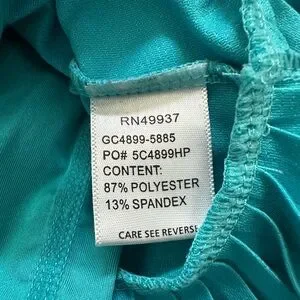 RN49937
GC4899-5885
PO# 5C4899HP
CONTENT:
87% POLYESTER
13% SPANDEX
CARE SEE REVERSE